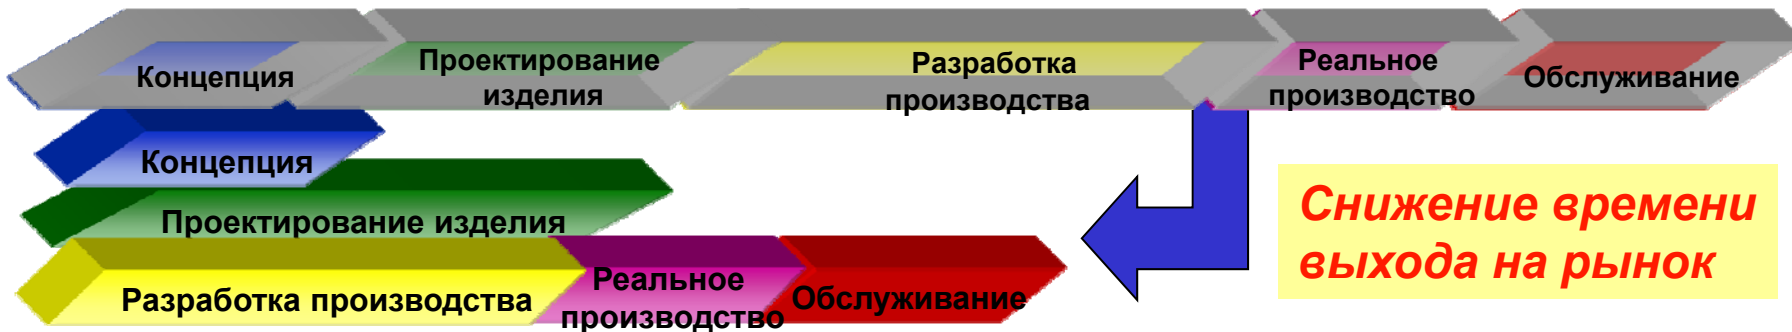 Концепция
Проектирование
изделия
Разработка
производства
Реальное
производство
Обслуживание
Концепция
Проектирование изделия
Разработка производства
Реальное
производство
Обслуживание
Снижение времени
выхода на рынок